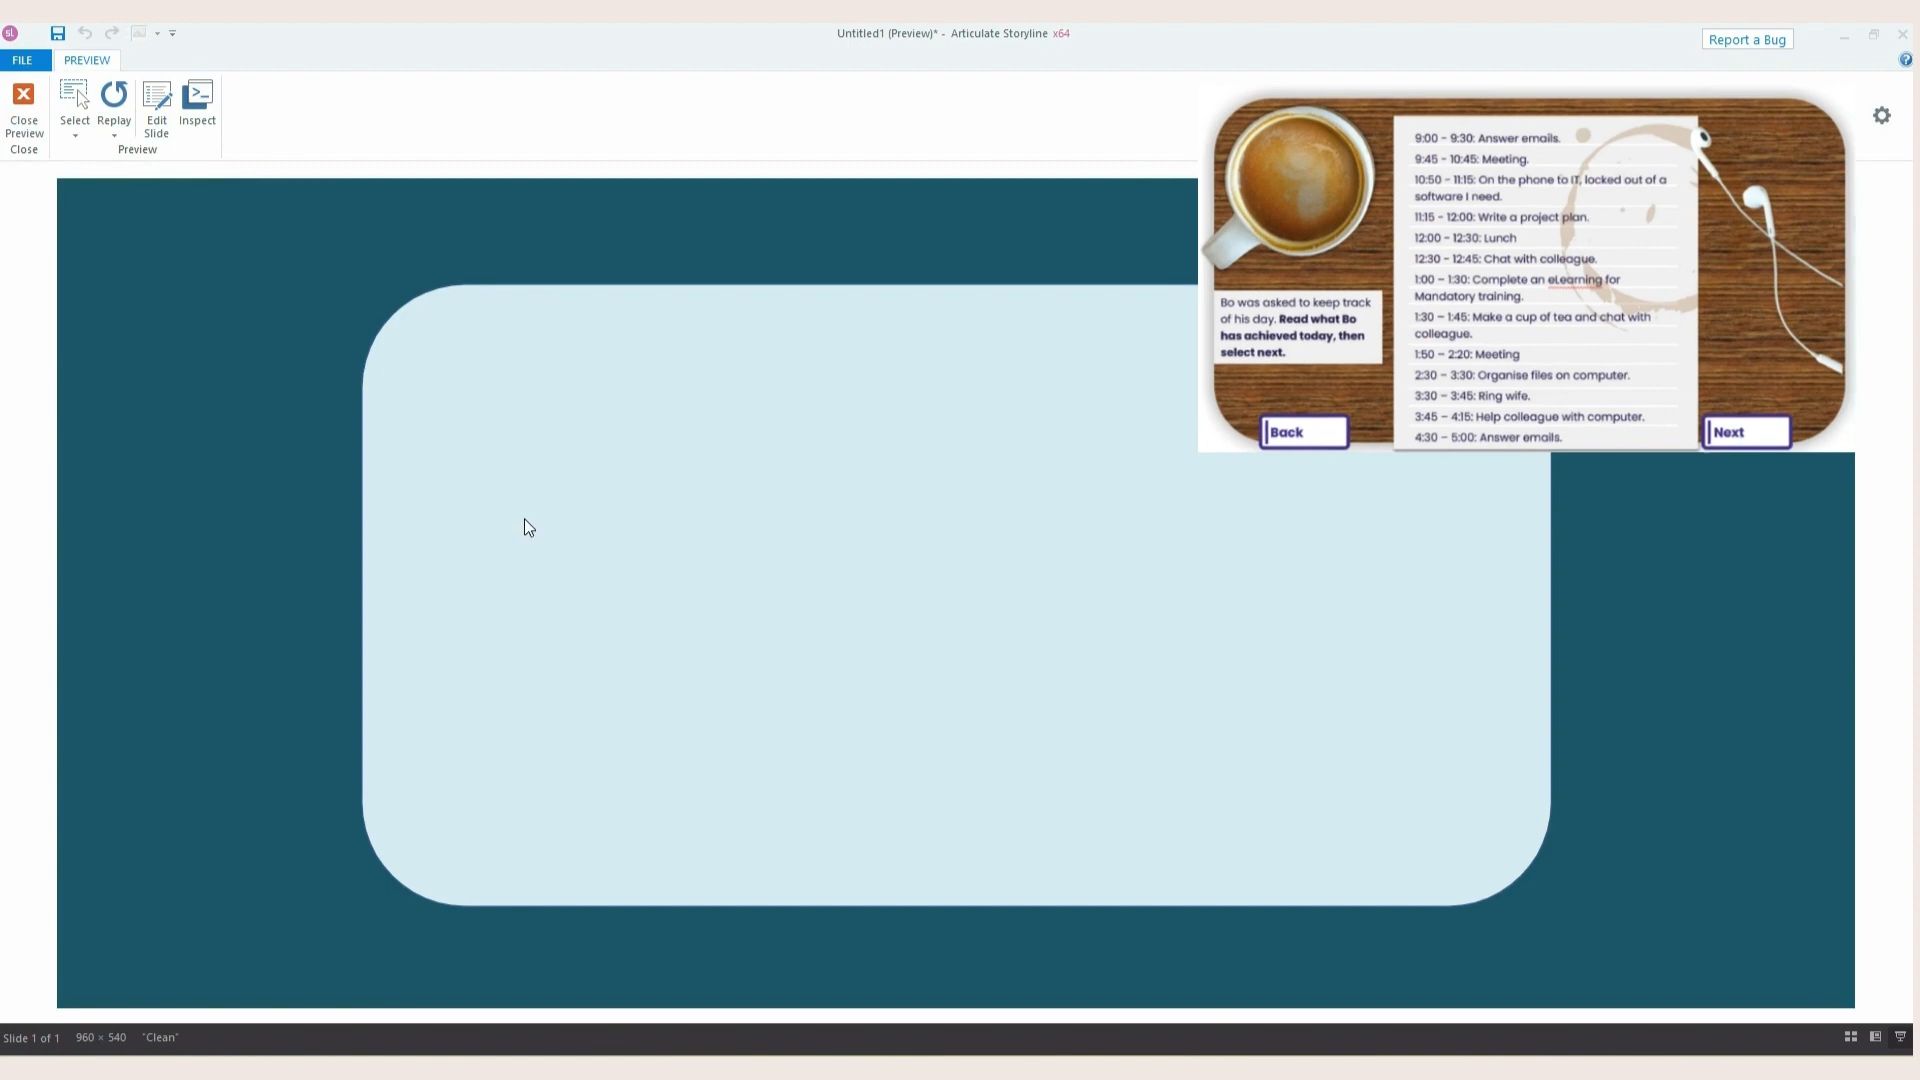 sL
Untitled1 (Preview)* - Articulate Storyline x64
Report a Bug
FILE
PREVIEW
?
Close
Preview
Select
Replay
Edit
Slide
Inspect
Close
Preview
9:00 – 9:30: Answer emails.
9:45 – 10:45: Meeting.
10:50 – 11:15: On the phone to IT, locked out of a
software I need.
11:15 – 12:00: Write a project plan.
12:00 – 12:30: Lunch
12:30 – 12:45: Chat with colleague.
1:00 – 1:30: Complete an eLearning for
Mandatory training.
1:30 – 1:45: Make a cup of tea and chat with
colleague.
1:50 – 2:20: Meeting
2:30 – 3:30: Organise files on computer.
3:30 – 3:45: Ring wife.
3:45 – 4:15: Help colleague with computer.
4:30 – 5:00: Answer emails.
Bo was asked to keep track
of his day. Read what Bo
has achieved today, then
select next.
Back
Next
Slide 1 of 1
960 × 540
"Clean"